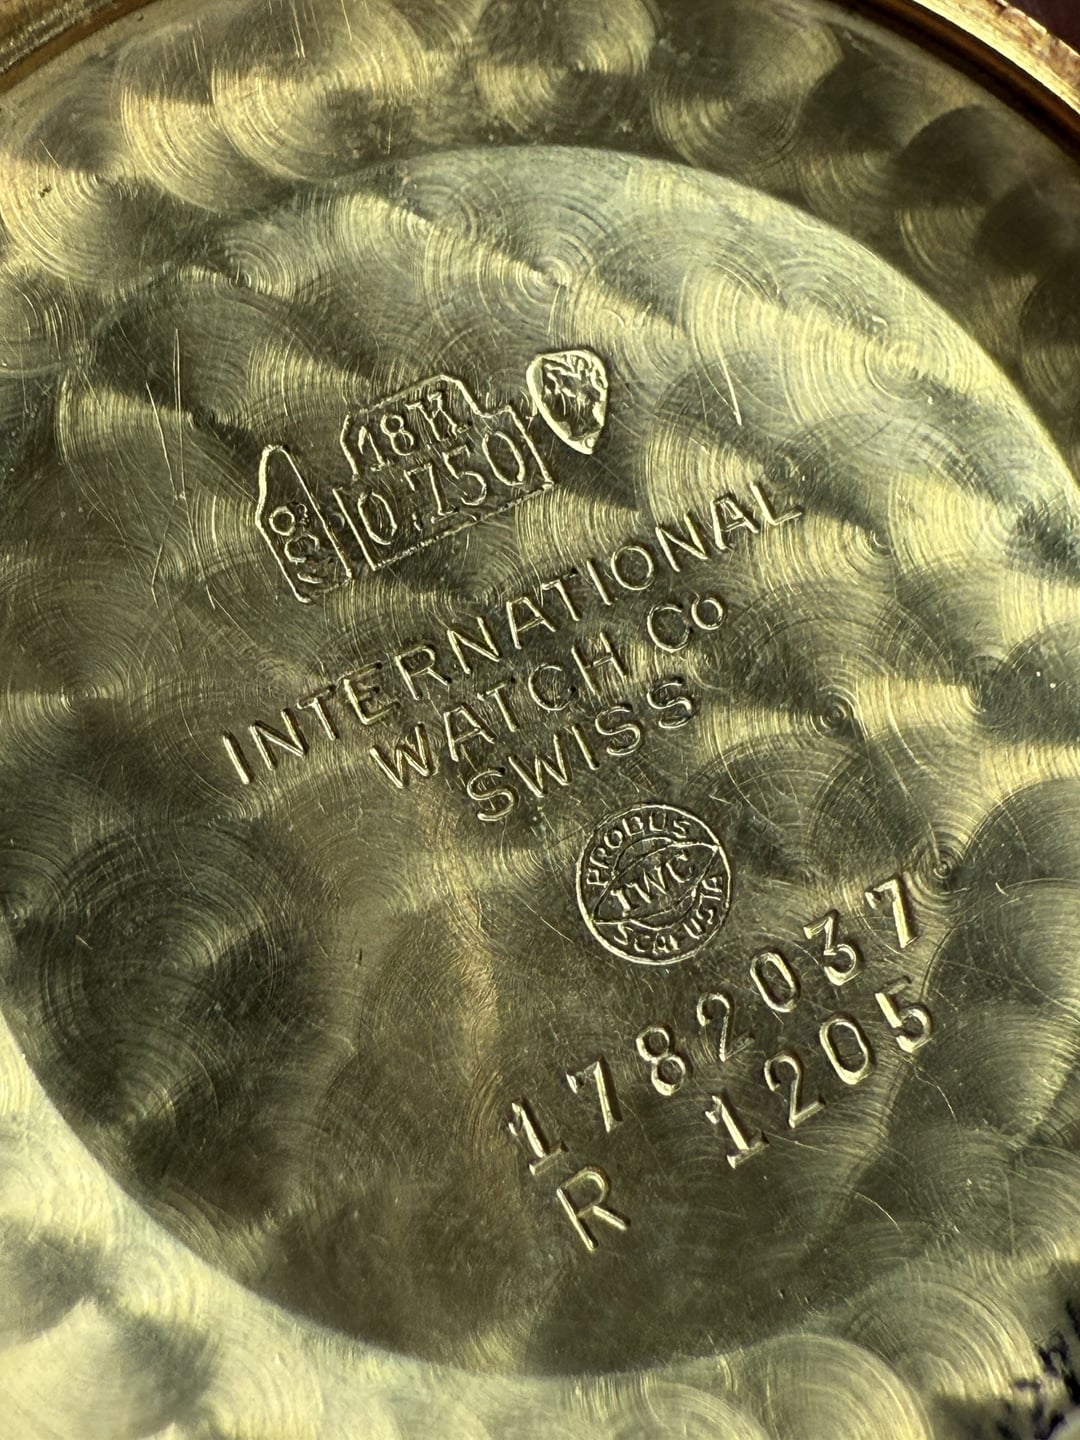 18K
0,750
INTERNATIONAL
WATCH Co
SWISS
PROBUS
IWC
SCAFUSIA
1782037
R 1205